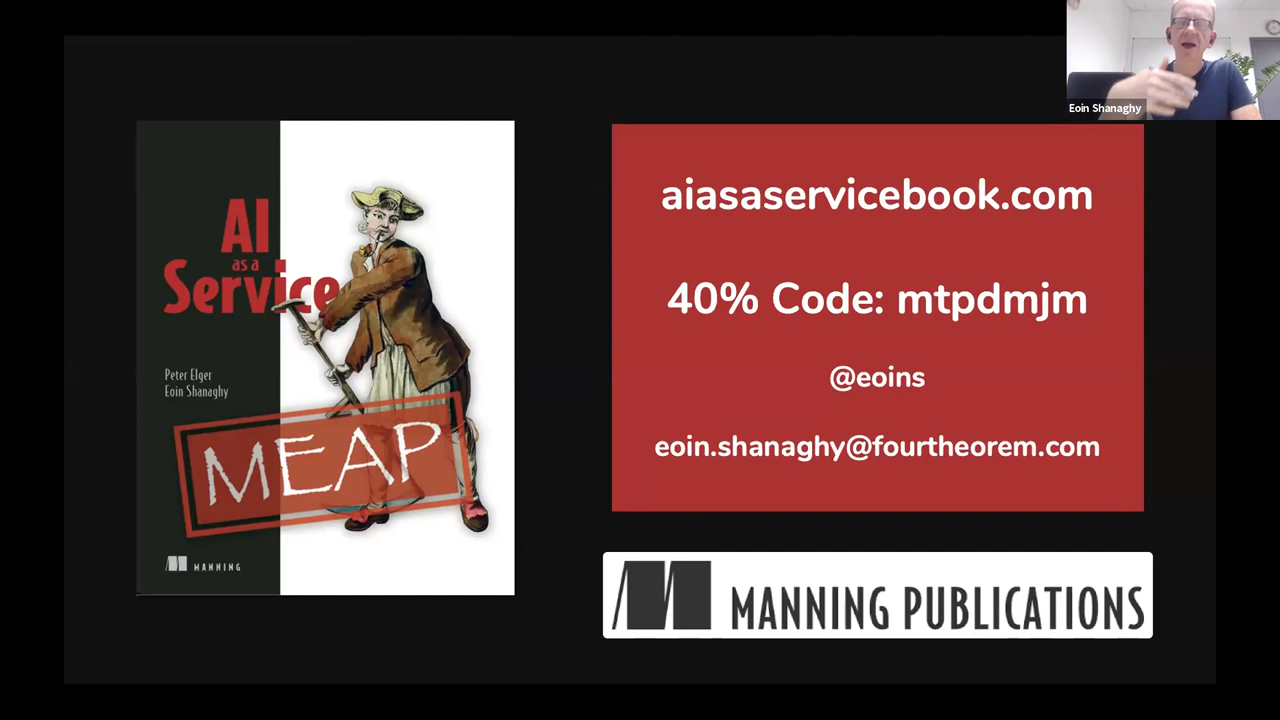 Eoin Shanaghy
AI
as a
Service
Peter Elger
Eoin Shanaghy
MEAP
MANNING
aiasaservicebook.com
40% Code: mtpdmjm
@eoins
eoin.shanaghy@fourtheorem.com
MANNING PUBLICATIONS